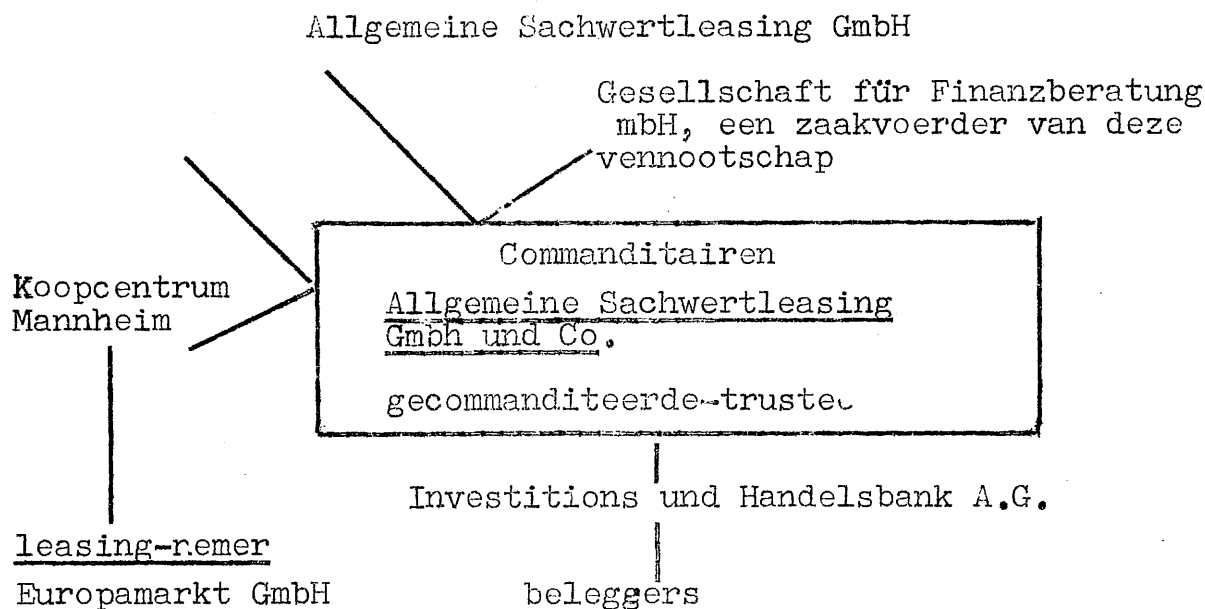 Allgemeine Sachwertleasing GmbH
Gesellschaft für Finanzberatung
mbH, een zaakvoerder van deze
vennootschap
Commanditairen
Koopcentrum
Mannheim
Allgemeine Sachwertleasing
Gmbh und Co.
gecommanditeerde-trustee
Investitions und Handelsbank A.G.
leasing-nemer
Europamarkt GmbH
beleggers